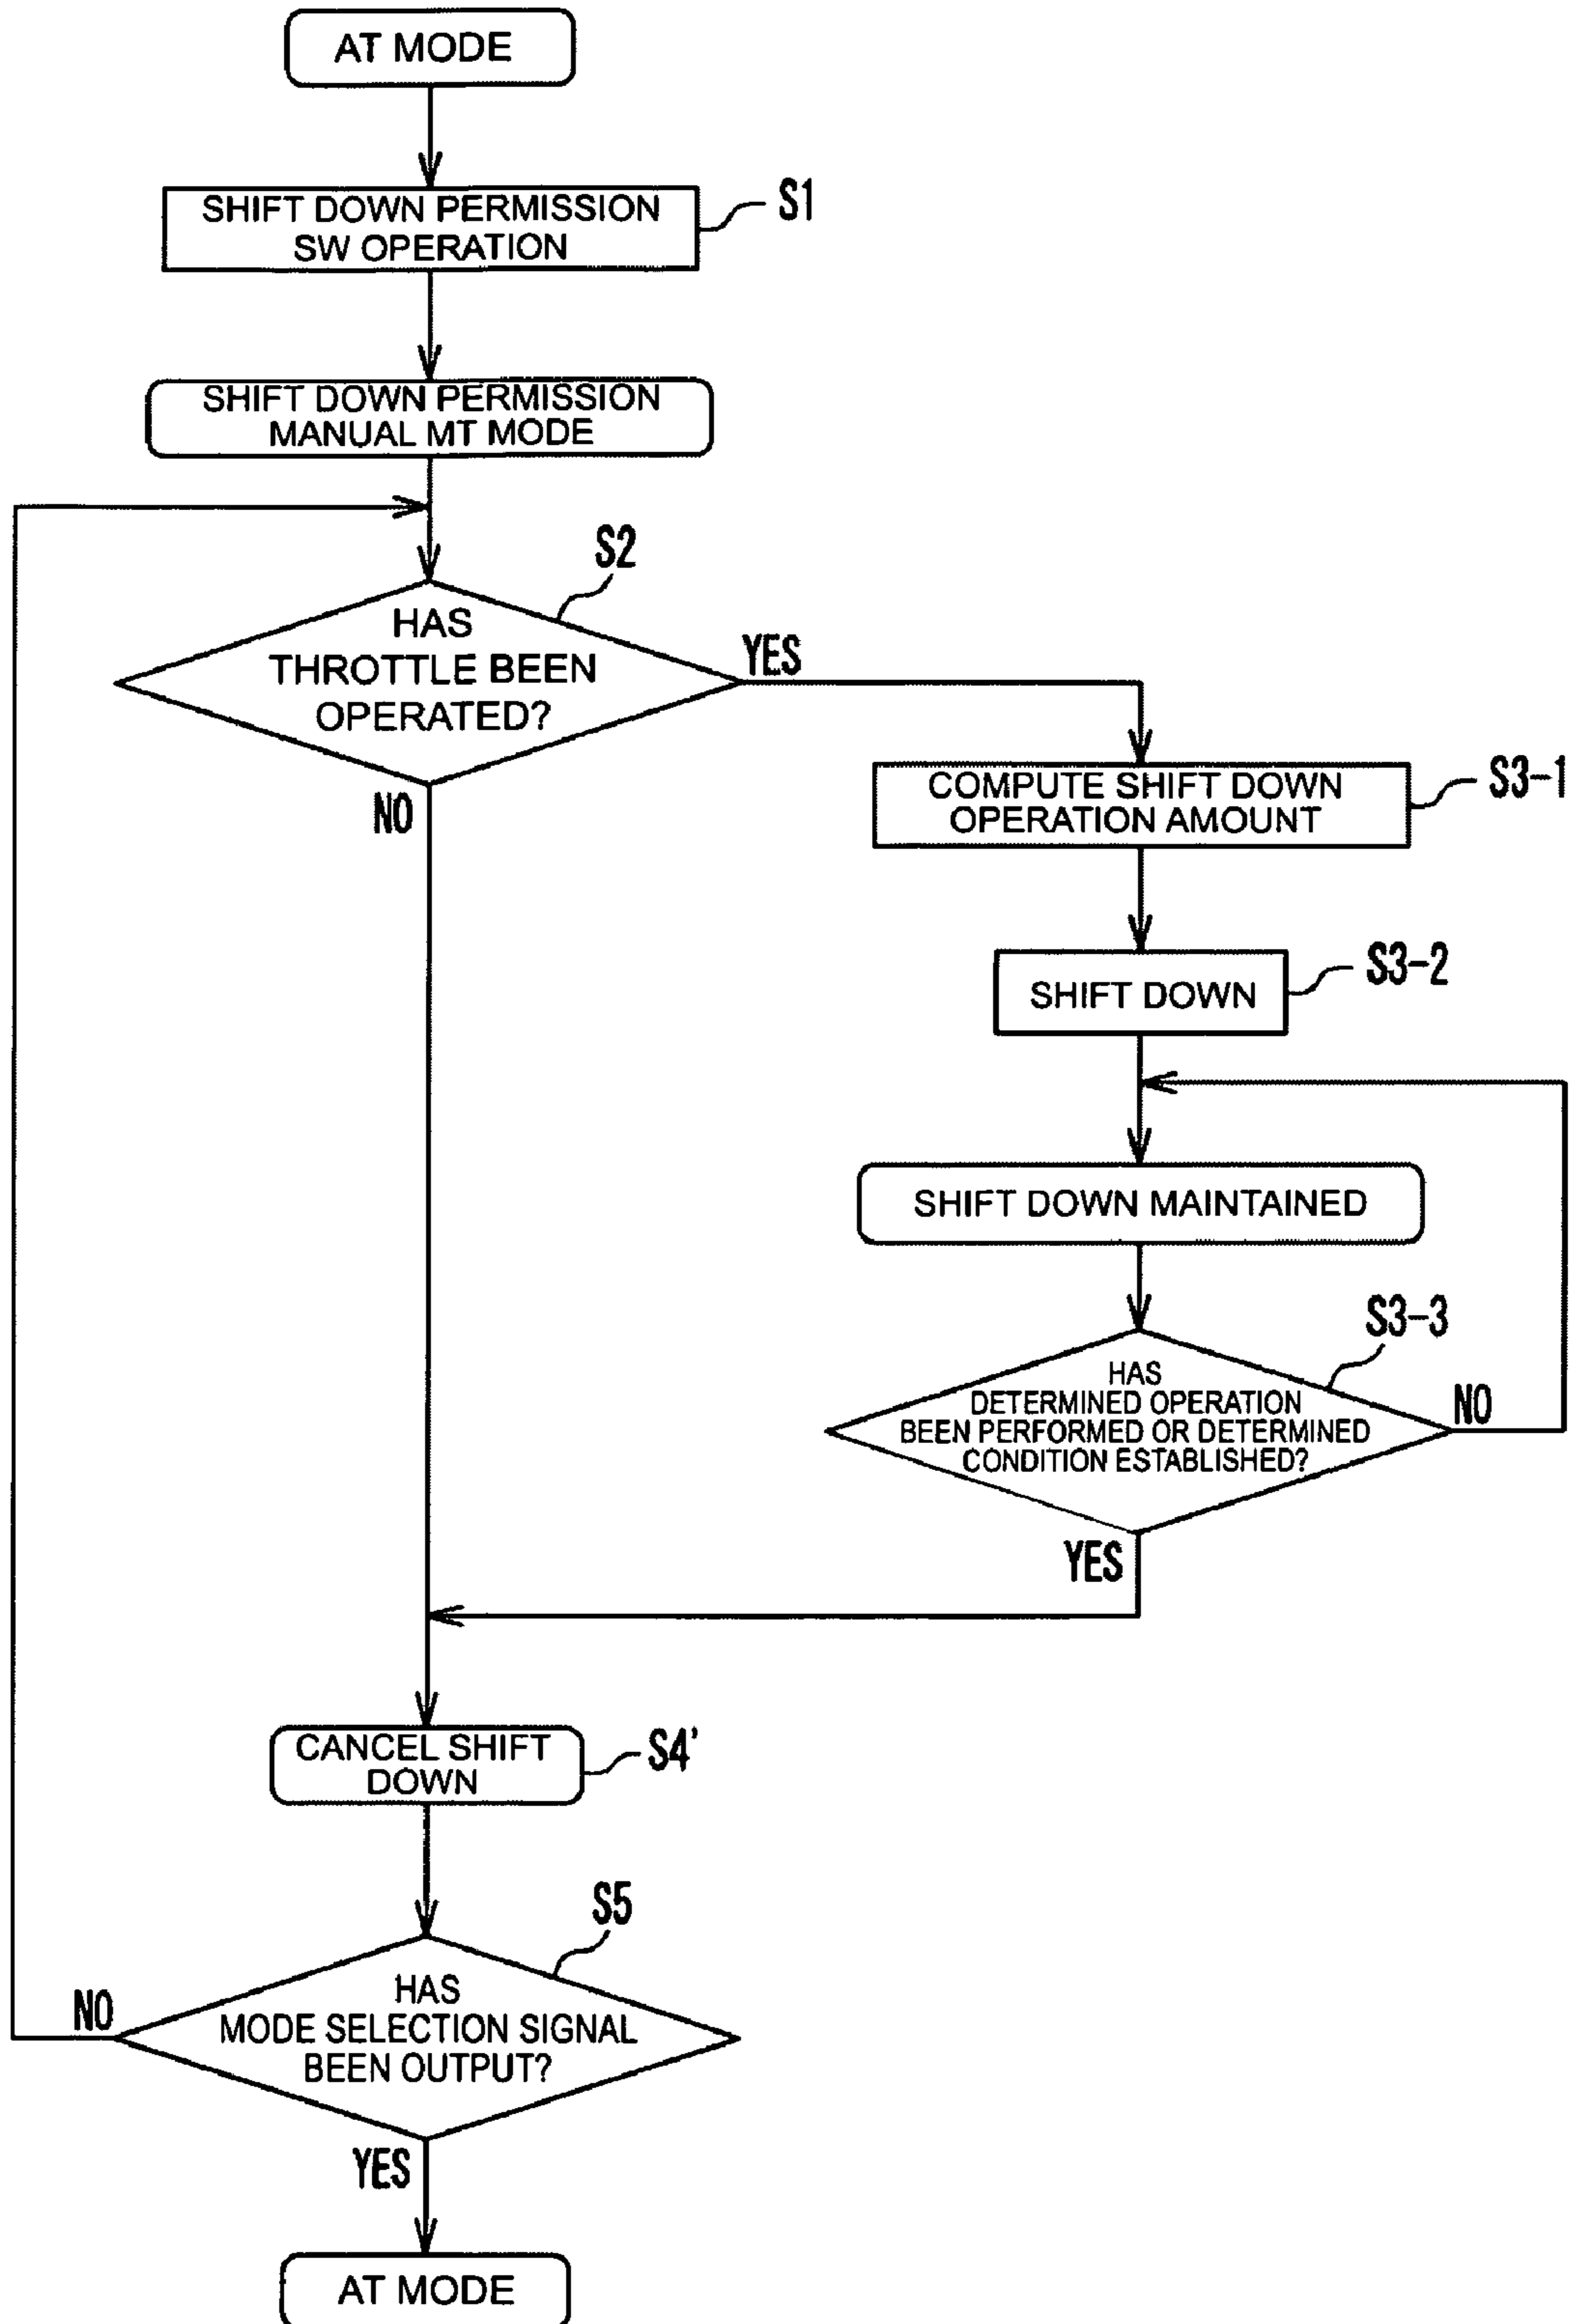 AT MODE
SHIFT DOWN PERMISSION
SW OPERATION
S1
SHIFT DOWN PERMISSION
MANUAL MT MODE
S2
HAS
THROTTLE BEEN
OPERATED?
YES
NO
COMPUTE SHIFT DOWN
OPERATION AMOUNT
S3-1
SHIFT DOWN
S3-2
SHIFT DOWN MAINTAINED
S3-3
HAS
DETERMINED OPERATION
BEEN PERFORMED OR DETERMINED
CONDITION ESTABLISHED?
NO
YES
CANCEL SHIFT
DOWN
S4'
S5
HAS
MODE SELECTION SIGNAL
BEEN OUTPUT?
NO
YES
AT MODE